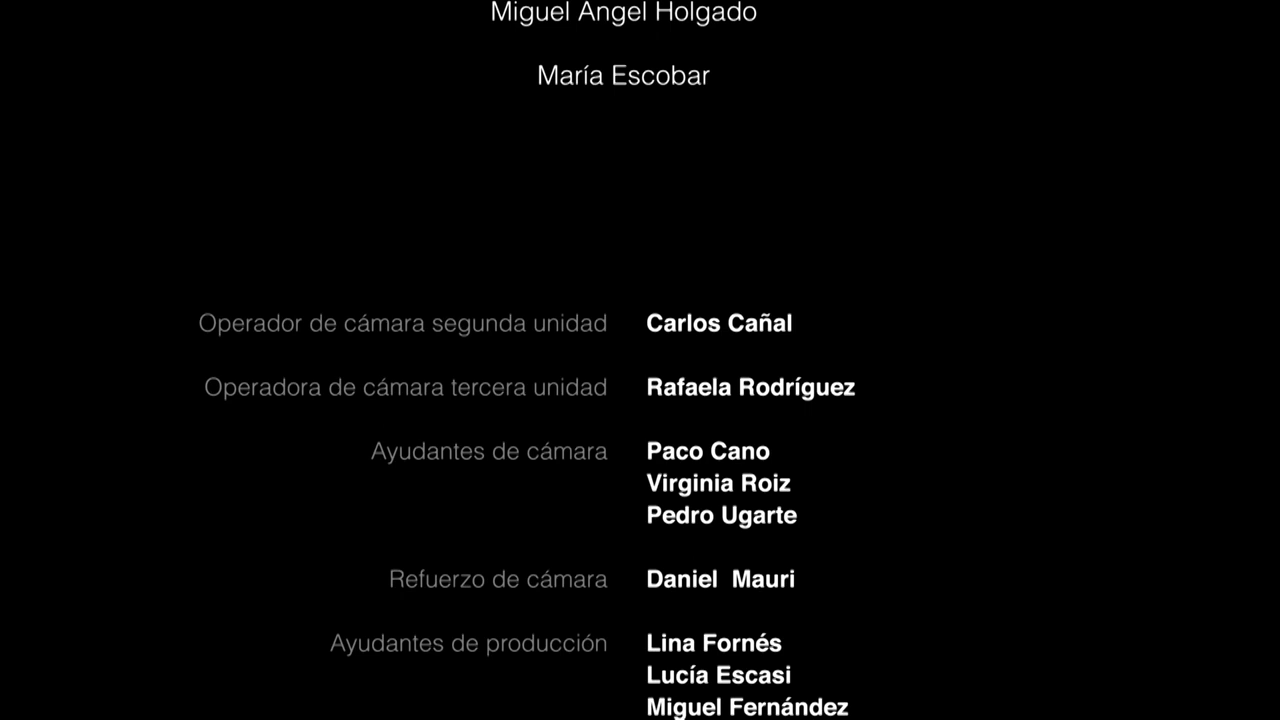 Miguel Ángel Holgado
María Escobar
Operador de cámara segunda unidad Carlos Cañal
Operadora de cámara tercera unidad Rafaela Rodríguez
Ayudantes de cámara Paco Cano
Virginia Roiz
Pedro Ugarte
Refuerzo de cámara Daniel Mauri
Ayudantes de producción Lina Fornés
Lucía Escasi
Miguel Fernández